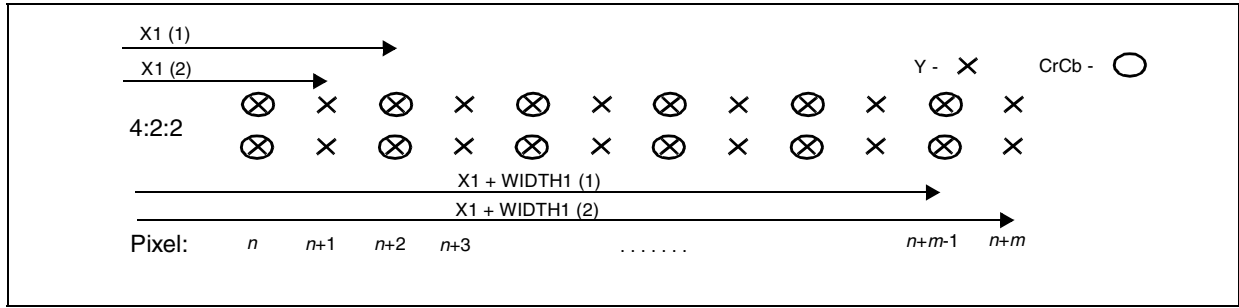 X1 (1)
X1 (2)
Y -
CrCb -
4:2:2
X1 + WIDTH1 (1)
X1 + WIDTH1 (2)
Pixel: n n+1 n+2 n+3 . . . . . . . n+m-1 n+m